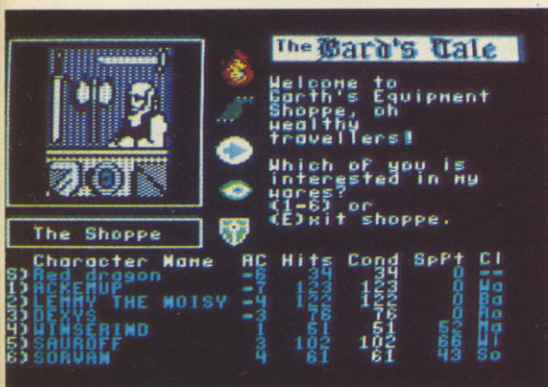 The Bard's Tale
Welcome to
Garth's Equipment
Shoppe, oh
wealthy
travellers!
Which of you is
interested in my
wares?
(1-6) or
(E)xit shoppe.
The Shoppe
Character Name AC Hits Cond SpPt Cl
S) Red dragon -6 34 34 0 --
1) ACKEMUP -7 123 123 0 Wa
2) LEMMY THE NOISY -4 122 122 0 Ba
3) DEXYS -3 76 76 0 Ro
4) WINSERIND 1 51 51 52 Ma
5) SAUROFF 3 102 102 66 Wi
6) SORVAN 4 61 61 43 So